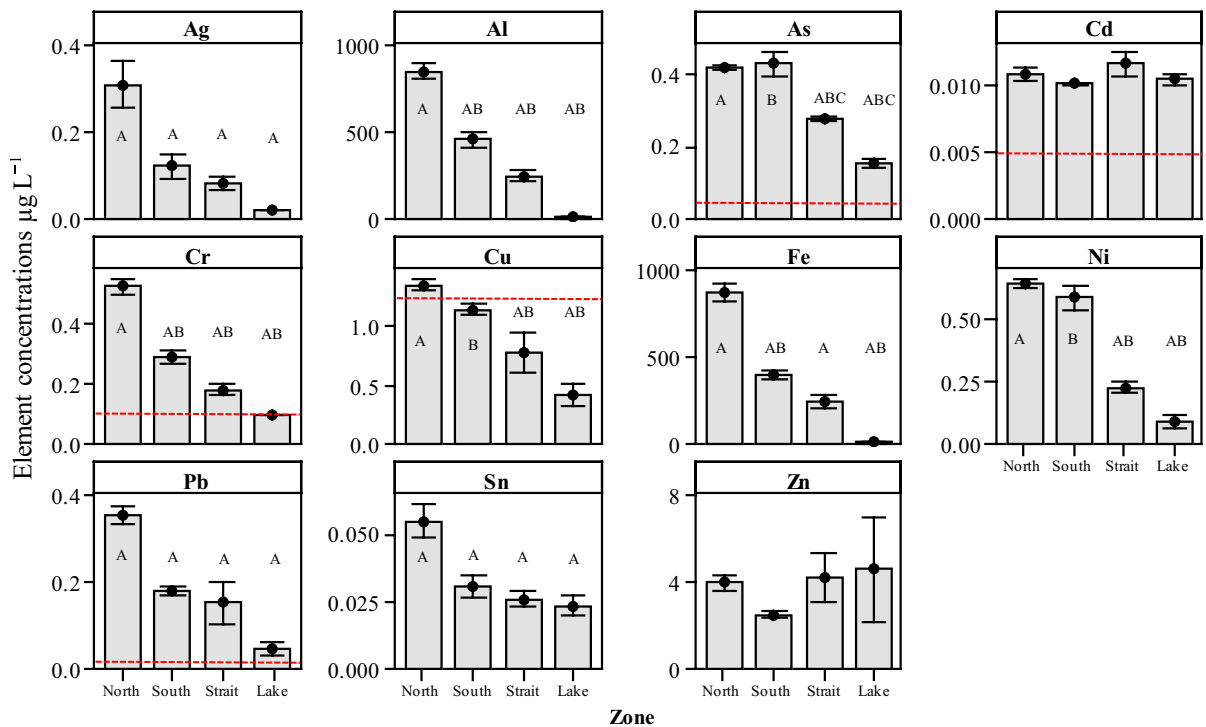 Element concentrations µg L⁻¹
Ag
0.4
0.2
0.0
A A A A
Al
1000
500
0
A AB AB AB
As
0.4
0.2
0.0
A B ABC ABC
Cd
0.010
0.005
0.000
Cr
0.4
0.2
0.0
A AB AB AB
Cu
1.0
0.5
0.0
A B AB AB
Fe
1000
500
0
A AB A AB
Ni
0.50
0.25
0.00
A B AB AB
North South Strait Lake
Pb
0.4
0.2
0.0
A A A A
North South Strait Lake
Sn
0.050
0.025
0.000
A A A A
North South Strait Lake
Zn
8
4
0
North South Strait Lake
Zone